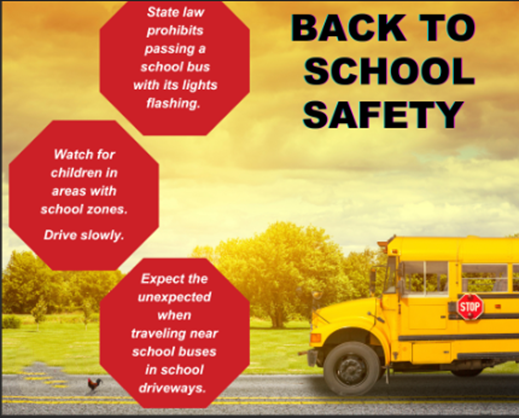 State law
prohibits
passing a
school bus
with its lights
flashing.
BACK TO
SCHOOL
SAFETY
Watch for
children in
areas with
school zones.
Drive slowly.
Expect the
unexpected
when
traveling near
school buses
in school
driveways.
STOP